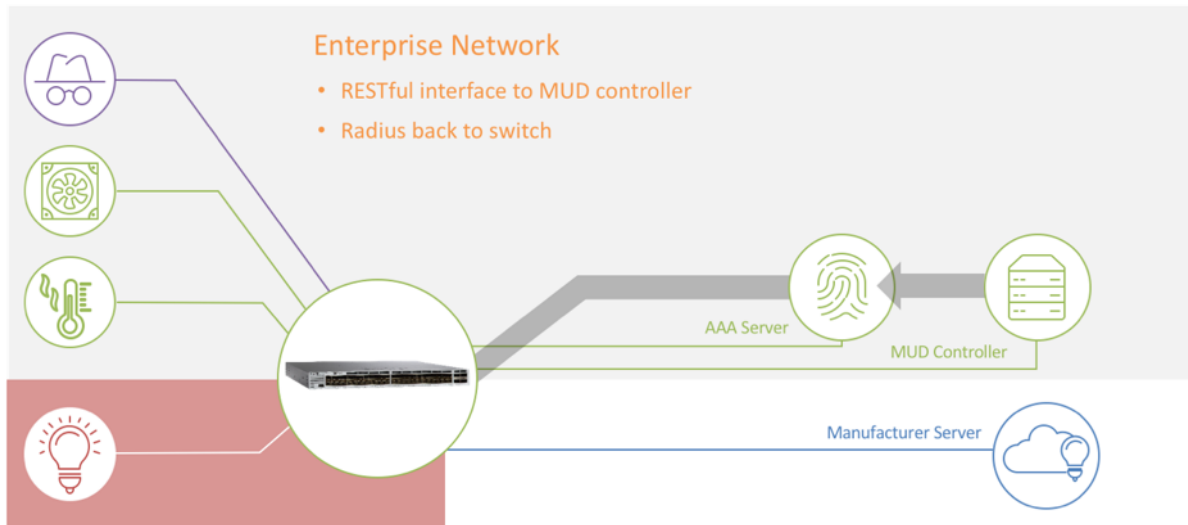 Enterprise Network
• RESTful interface to MUD controller
• Radius back to switch
AAA Server
MUD Controller
Manufacturer Server